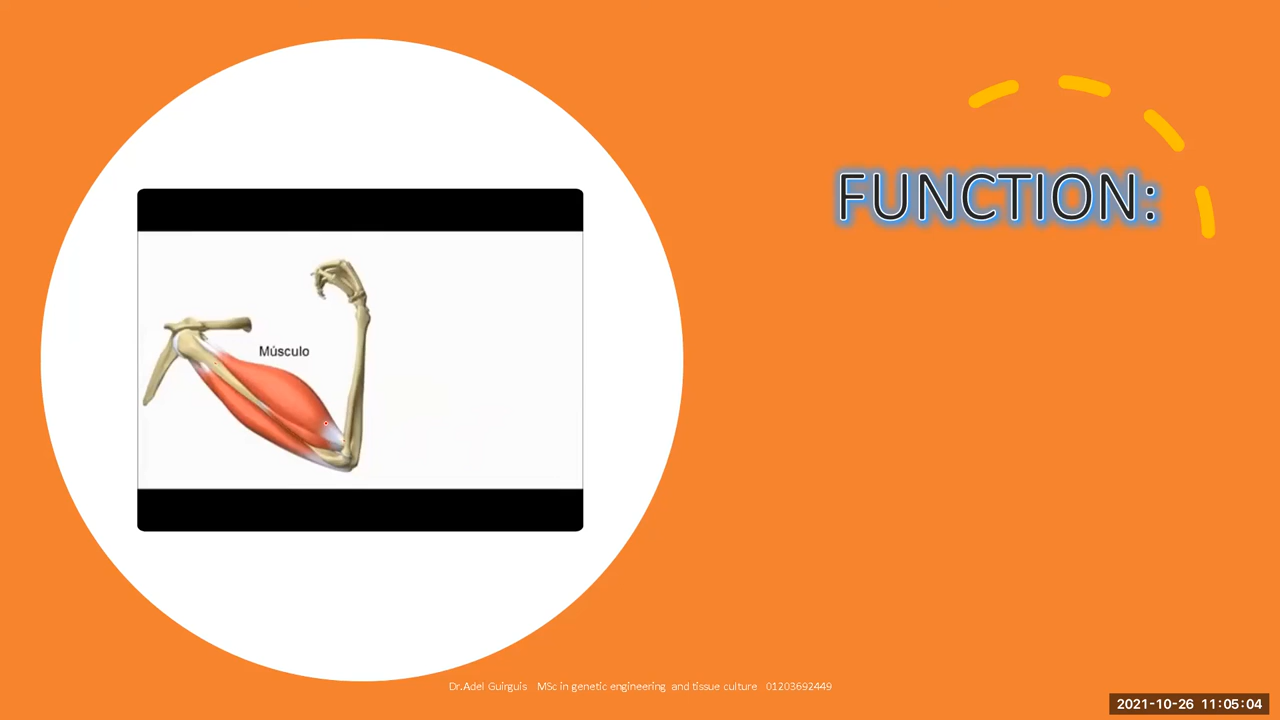 FUNCTION:
Músculo
Dr.Adel Guirguis MSc in genetic engineering and tissue culture 01203692449
2021-10-26 11:05:04